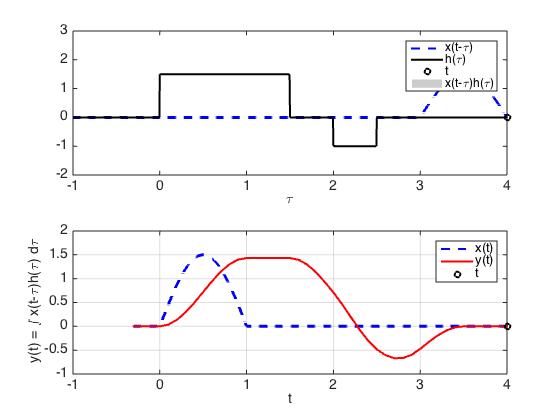 3
2
1
0
-1
-2
-1 0 1 2 3 4
τ
x(t-τ)
h(τ)
t
x(t-τ)h(τ)
2
1.5
1
0.5
0
-0.5
-1
-1 0 1 2 3 4
t
y(t) = ∫ x(t-τ)h(τ) dτ
x(t)
y(t)
t